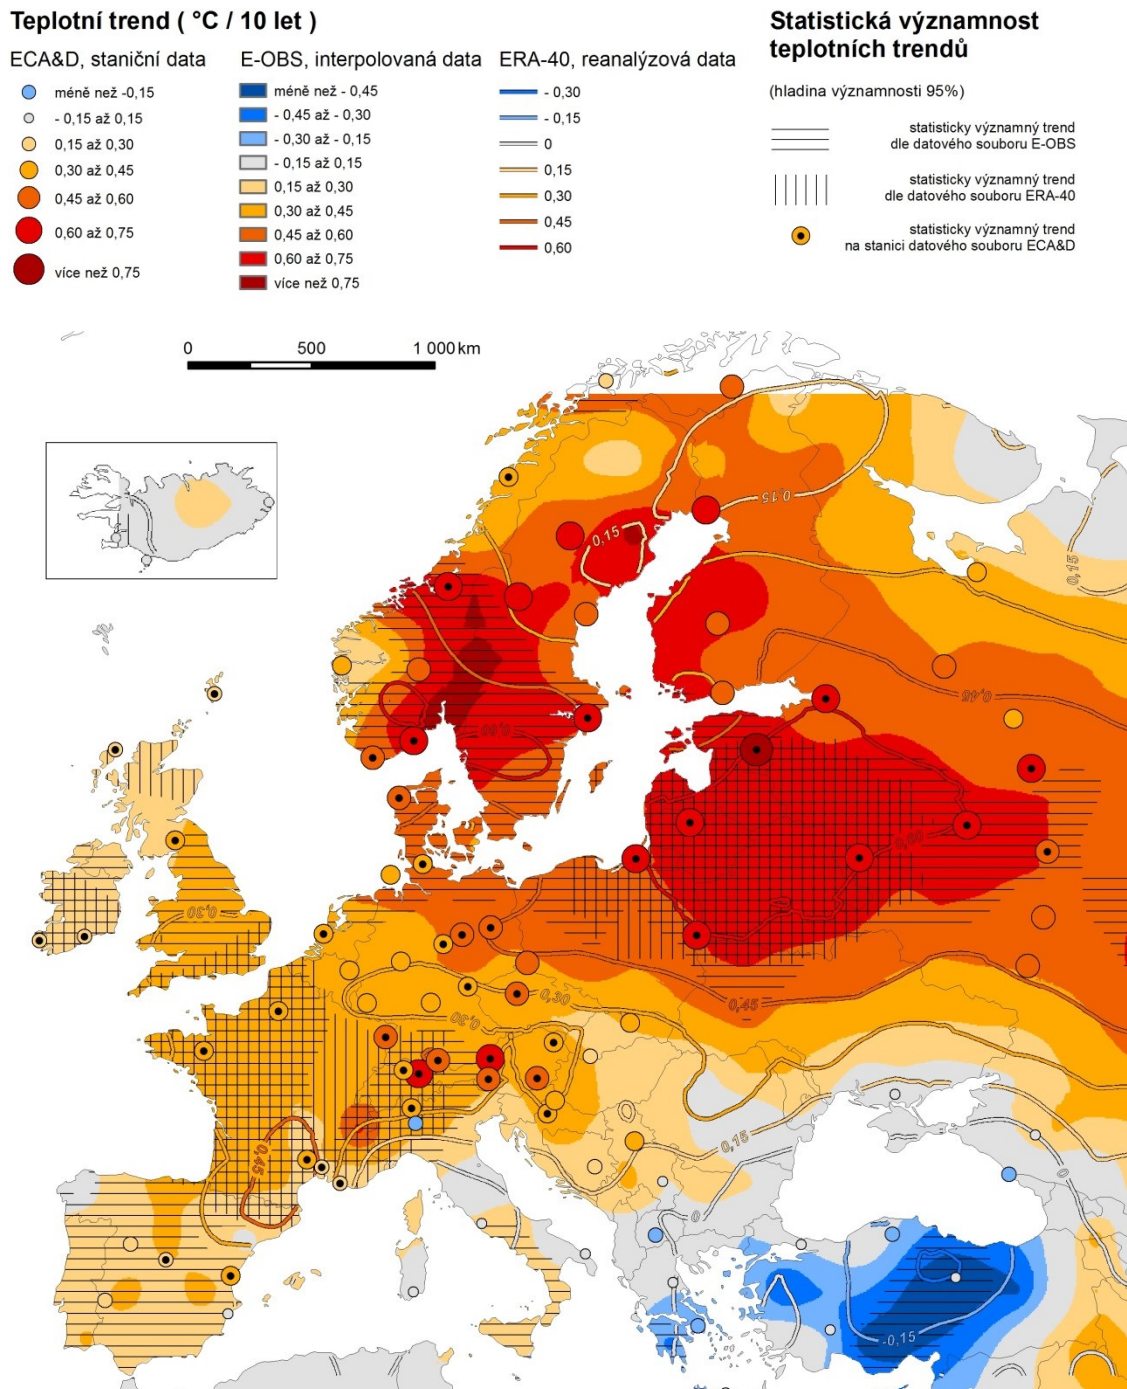 Teplotní trend ( °C / 10 let )
ECA&D, staniční data
méně než -0,15
- 0,15 až 0,15
0,15 až 0,30
0,30 až 0,45
0,45 až 0,60
0,60 až 0,75
více než 0,75
E-OBS, interpolovaná data
méně než - 0,45
- 0,45 až - 0,30
- 0,30 až - 0,15
- 0,15 až 0,15
0,15 až 0,30
0,30 až 0,45
0,45 až 0,60
0,60 až 0,75
více než 0,75
ERA-40, reanalýzová data
- 0,30
- 0,15
0
0,15
0,30
0,45
0,60
Statistická významnost
teplotních trendů
(hladina významnosti 95%)
statisticky významný trend
dle datového souboru E-OBS
statisticky významný trend
dle datového souboru ERA-40
statisticky významný trend
na stanici datového souboru ECA&D
0 500 1 000 km
0,15
0,15
0,15
0,45
0,60
0,60
0,30
0,30
0,30
0,45
0,45
0
0,15
0
0
-0,15